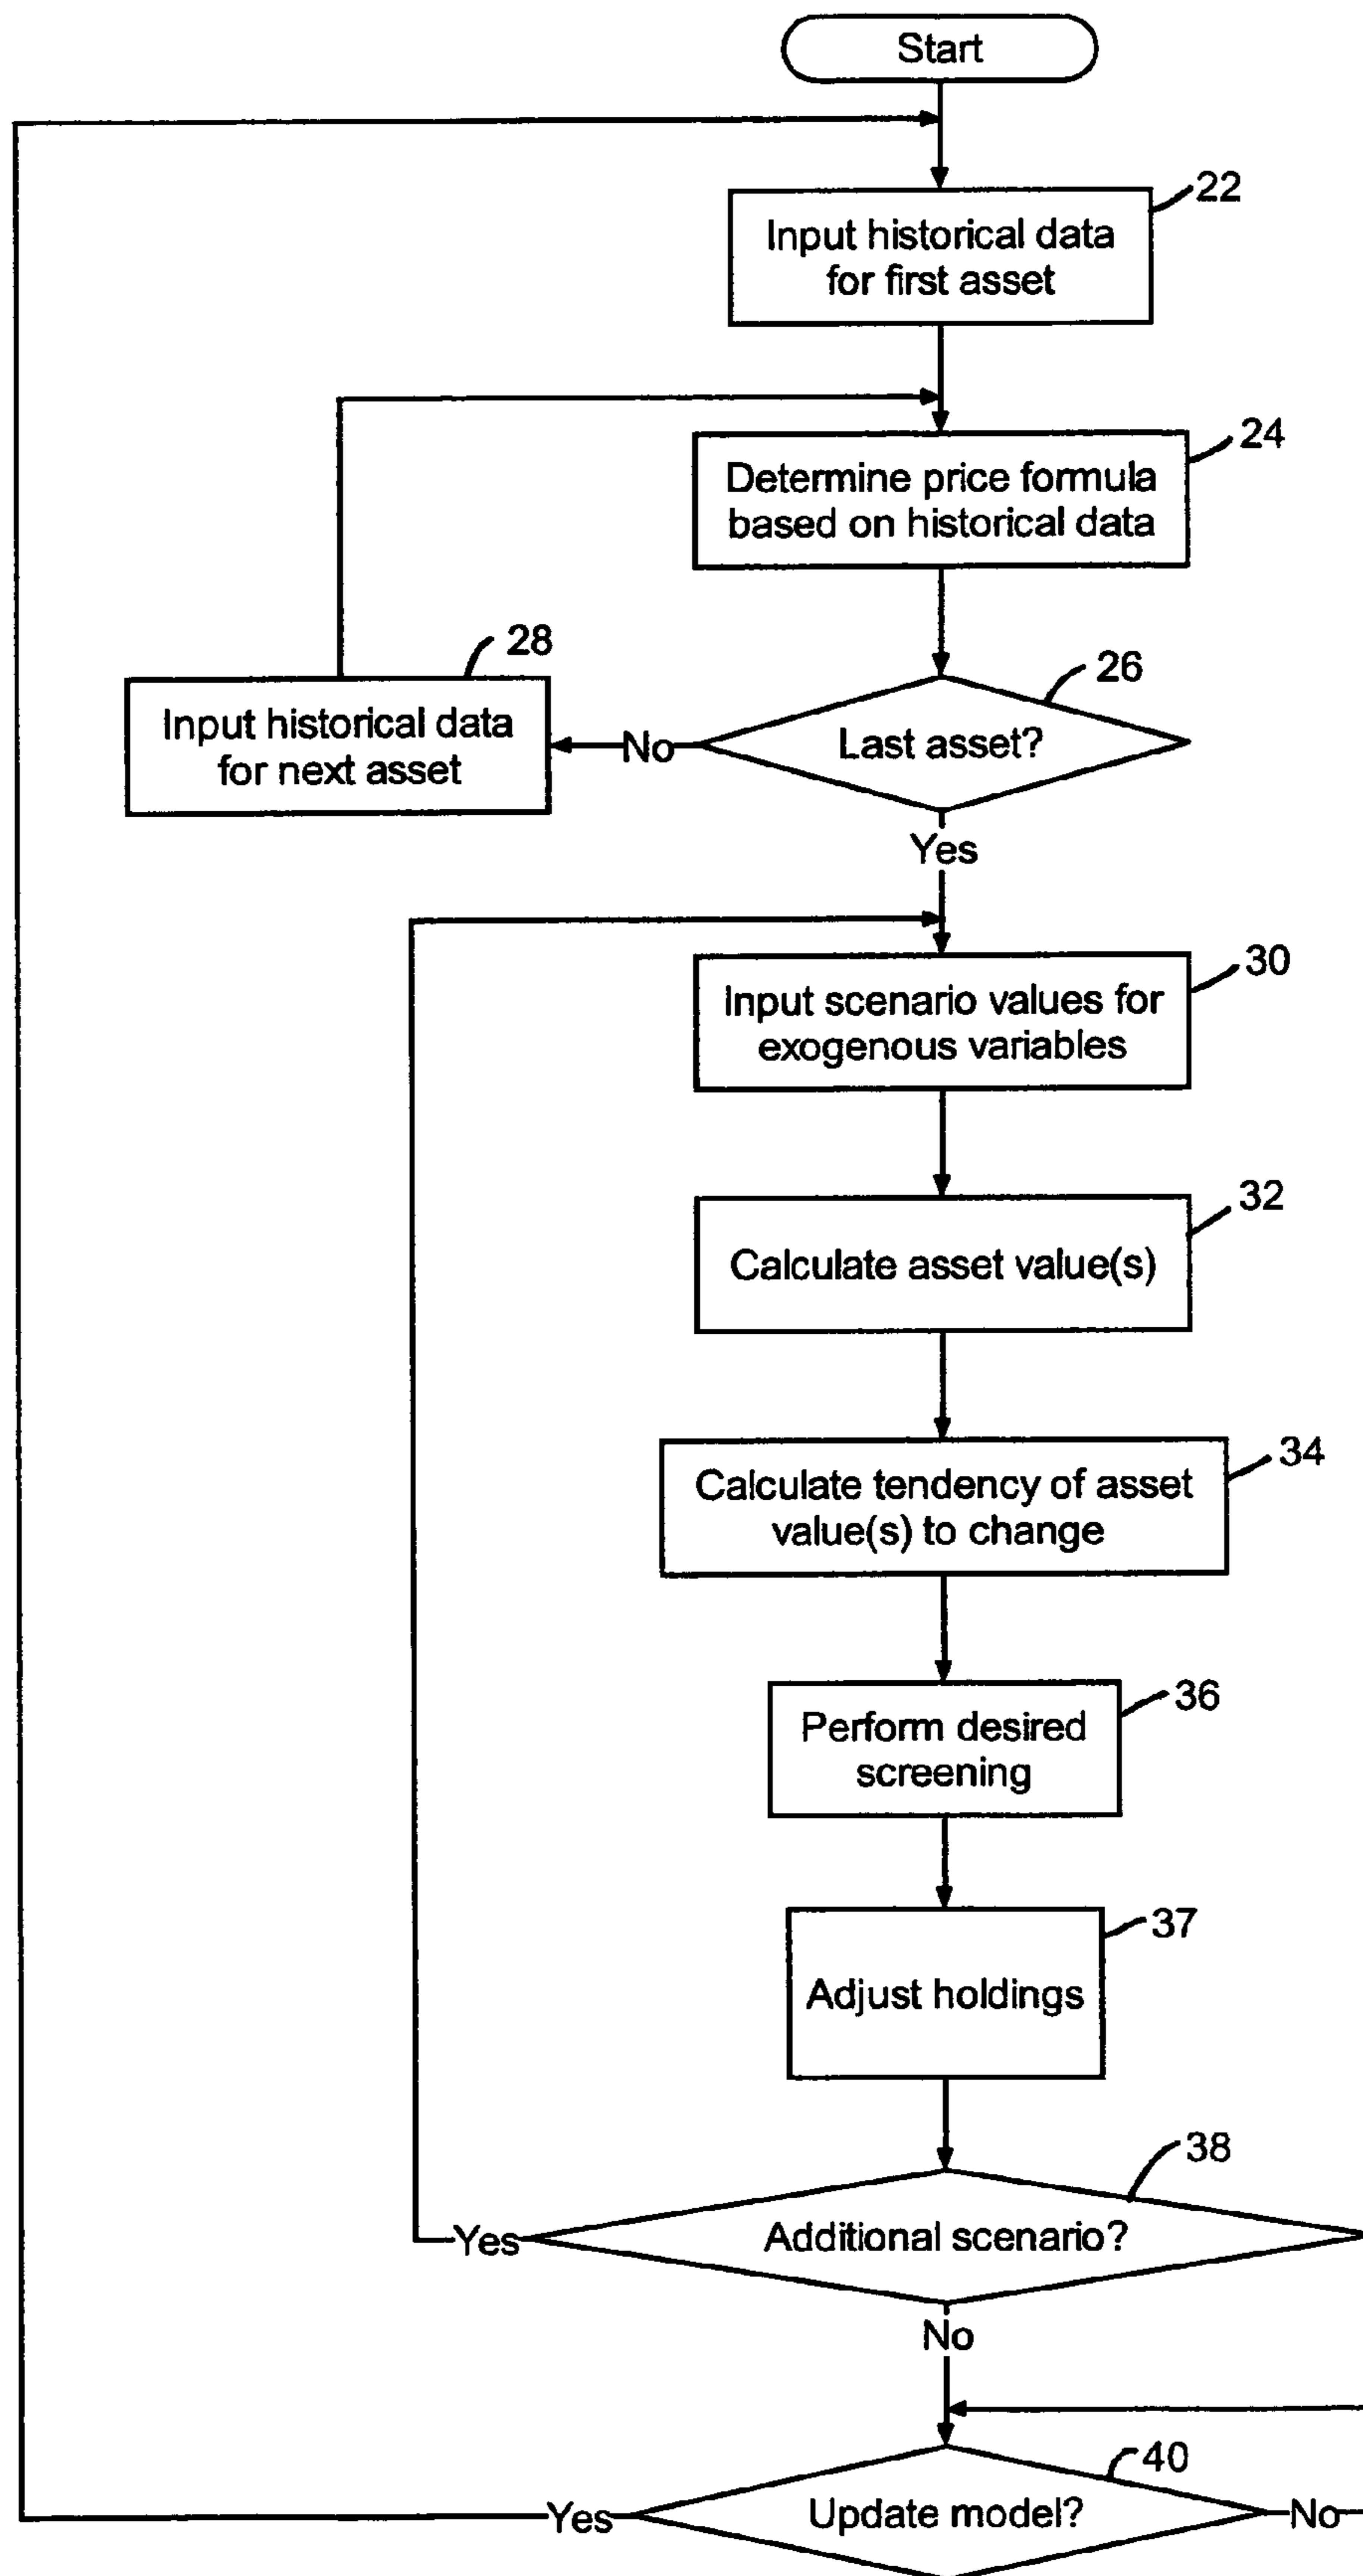 Start
22
Input historical data
for first asset
24
Determine price formula
based on historical data
28
Input historical data
for next asset
No
26
Last asset?
Yes
30
Input scenario values for
exogenous variables
32
Calculate asset value(s)
34
Calculate tendency of asset
value(s) to change
36
Perform desired
screening
37
Adjust holdings
38
Yes
Additional scenario?
No
40
Yes
Update model?
No